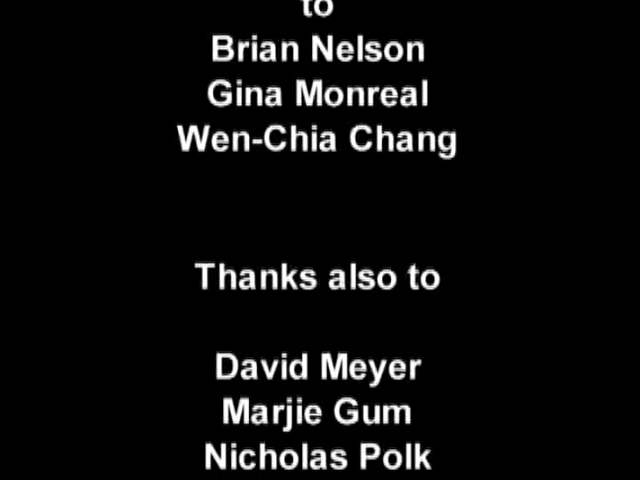 to
Brian Nelson
Gina Monreal
Wen-Chia Chang
Thanks also to
David Meyer
Marjie Gum
Nicholas Polk